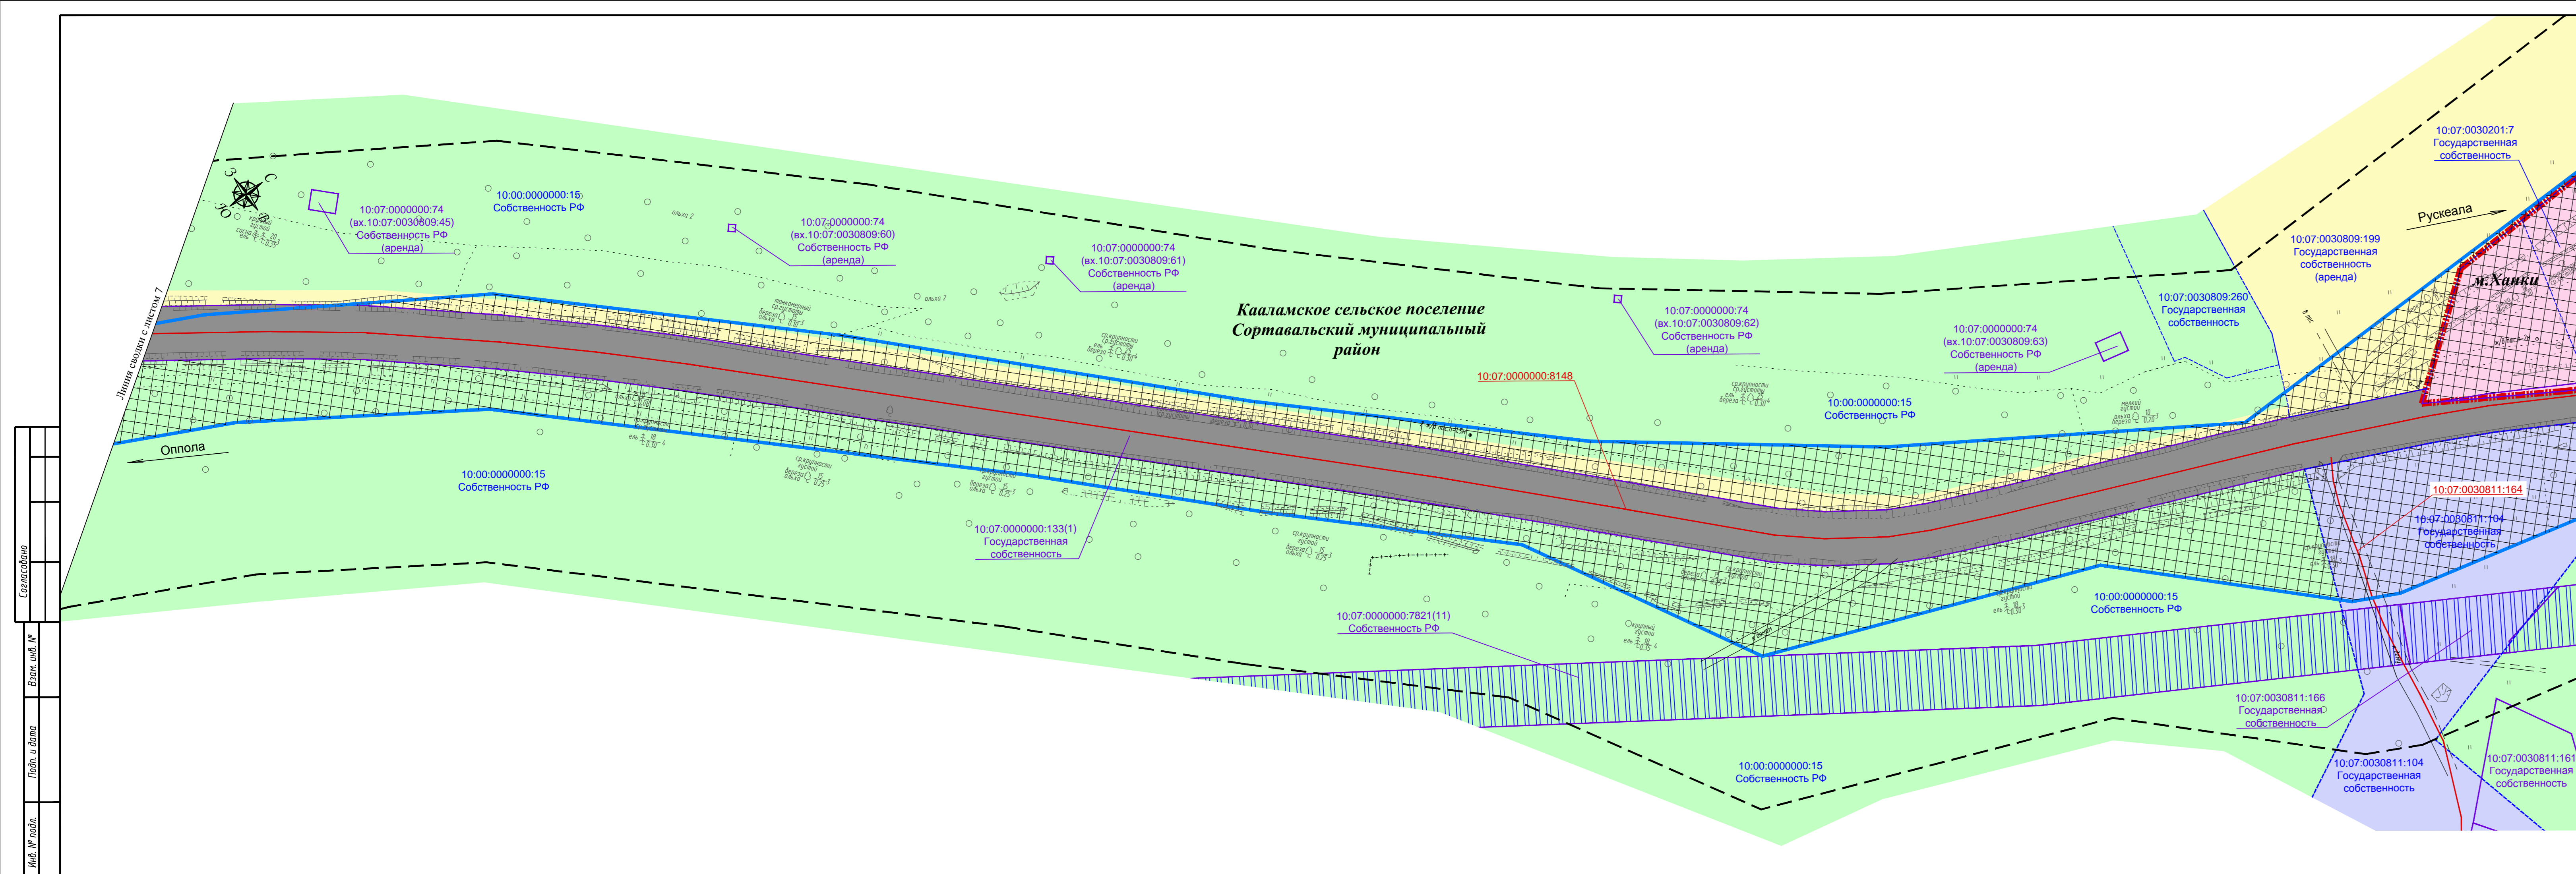 Линия сводки с листом 7
З
С
Ю
В
10:07:0000000:74
(вх.10:07:0030809:45)
Собственность РФ
(аренда)
10:00:0000000:15
Собственность РФ
10:07:0000000:74
(вх.10:07:0030809:60)
Собственность РФ
(аренда)
10:07:0000000:74
(вх.10:07:0030809:61)
Собственность РФ
(аренда)
Кааламское сельское поселение
Сортавальский муниципальный
район
10:07:0000000:8148
10:07:0000000:74
(вх.10:07:0030809:62)
Собственность РФ
(аренда)
10:07:0000000:74
(вх.10:07:0030809:63)
Собственность РФ
(аренда)
10:00:0000000:15
Собственность РФ
10:07:0030809:260
Государственная
собственность
10:07:0030809:199
Государственная
собственность
(аренда)
10:07:0030201:7
Государственная
собственность
Рускеала
м.Ханки
ольха 2
ольха 2
Оппола
10:00:0000000:15
Собственность РФ
10:07:0000000:133(1)
Государственная
собственность
10:07:0000000:7821(11)
Собственность РФ
10:07:0030811:164
10:07:0030811:104
Государственная
собственность
10:00:0000000:15
Собственность РФ
10:07:0030811:166
Государственная
собственность
10:00:0000000:15
Собственность РФ
10:07:0030811:104
Государственная
собственность
10:07:0030811:161
Государственная
собственность
Согласовано
Взам. инв. №
Подп. и дата
Инв. № подл.